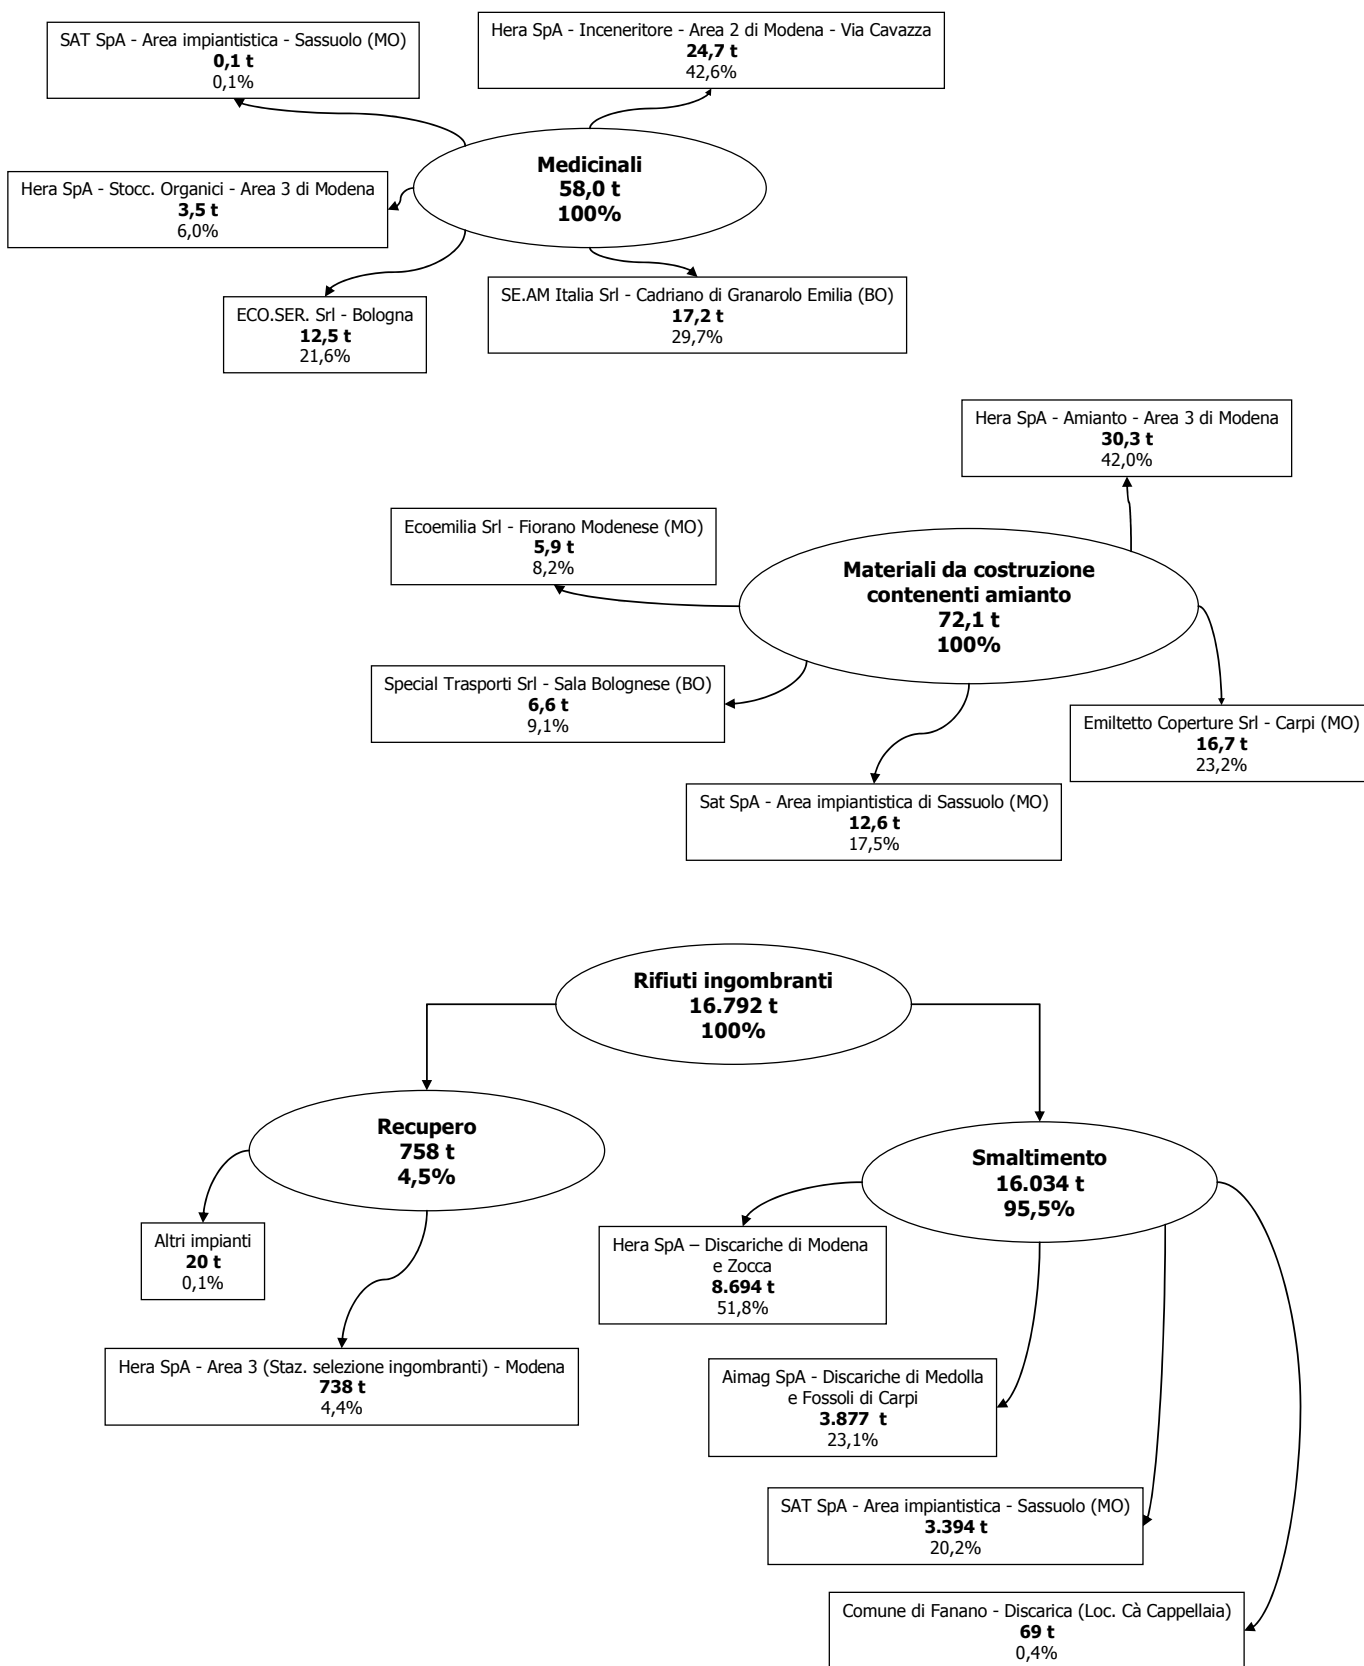 SAT SpA - Area impiantistica - Sassuolo (MO)
0,1 t
0,1%
Hera SpA - Inceneritore - Area 2 di Modena - Via Cavazza
24,7 t
42,6%
Medicinali
58,0 t
100%
Hera SpA - Stocc. Organici - Area 3 di Modena
3,5 t
6,0%
ECO.SER. Srl - Bologna
12,5 t
21,6%
SE.AM Italia Srl - Cadriano di Granarolo Emilia (BO)
17,2 t
29,7%
Hera SpA - Amianto - Area 3 di Modena
30,3 t
42,0%
Ecoemilia Srl - Fiorano Modenese (MO)
5,9 t
8,2%
Materiali da costruzione
contenenti amianto
72,1 t
100%
Special Trasporti Srl - Sala Bolognese (BO)
6,6 t
9,1%
Emiltetto Coperture Srl - Carpi (MO)
16,7 t
23,2%
Sat SpA - Area impiantistica di Sassuolo (MO)
12,6 t
17,5%
Rifiuti ingombranti
16.792 t
100%
Recupero
758 t
4,5%
Smaltimento
16.034 t
95,5%
Altri impianti
20 t
0,1%
Hera SpA – Discariche di Modena
e Zocca
8.694 t
51,8%
Hera SpA - Area 3 (Staz. selezione ingombranti) - Modena
738 t
4,4%
Aimag SpA - Discariche di Medolla
e Fossoli di Carpi
3.877 t
23,1%
SAT SpA - Area impiantistica - Sassuolo (MO)
3.394 t
20,2%
Comune di Fanano - Discarica (Loc. Cà Cappellaia)
69 t
0,4%